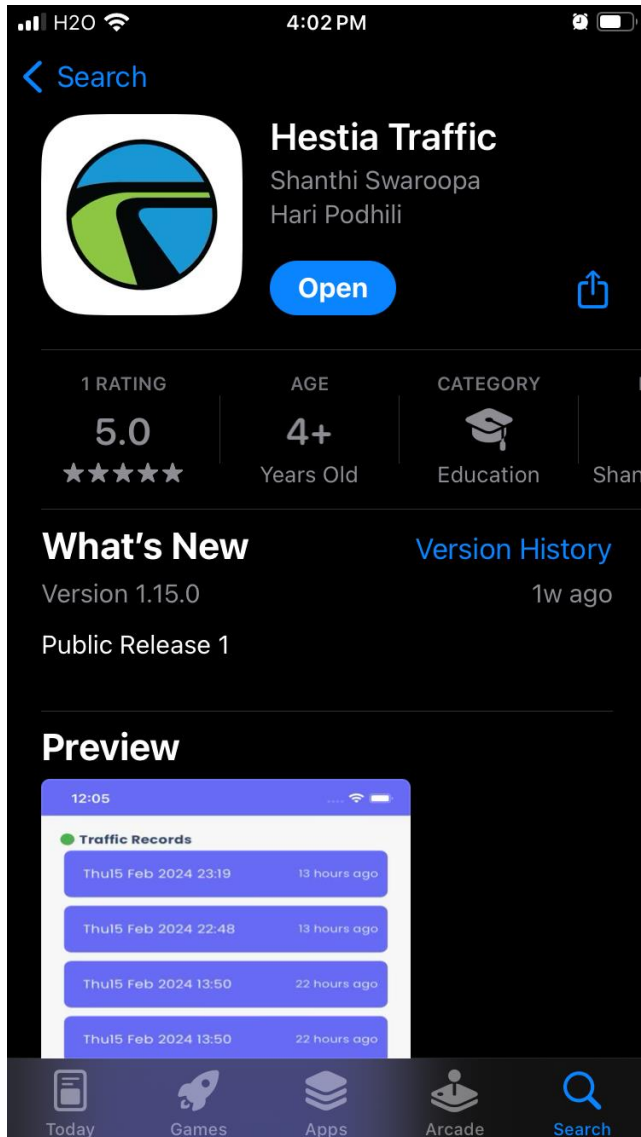 H2O 4:02 PM
Search
Hestia Traffic
Shanthi Swaroopa
Hari Podhili
Open
1 RATING AGE CATEGORY
5.0 4+
Years Old Education Shan
What's New Version History
Version 1.15.0 1w ago
Public Release 1
Preview
12:05
Traffic Records
Thu15 Feb 2024 23:19 13 hours ago
Thu15 Feb 2024 22:48 13 hours ago
Thu15 Feb 2024 13:50 22 hours ago
Thu15 Feb 2024 13:50 22 hours ago
Today Games Apps Arcade Search